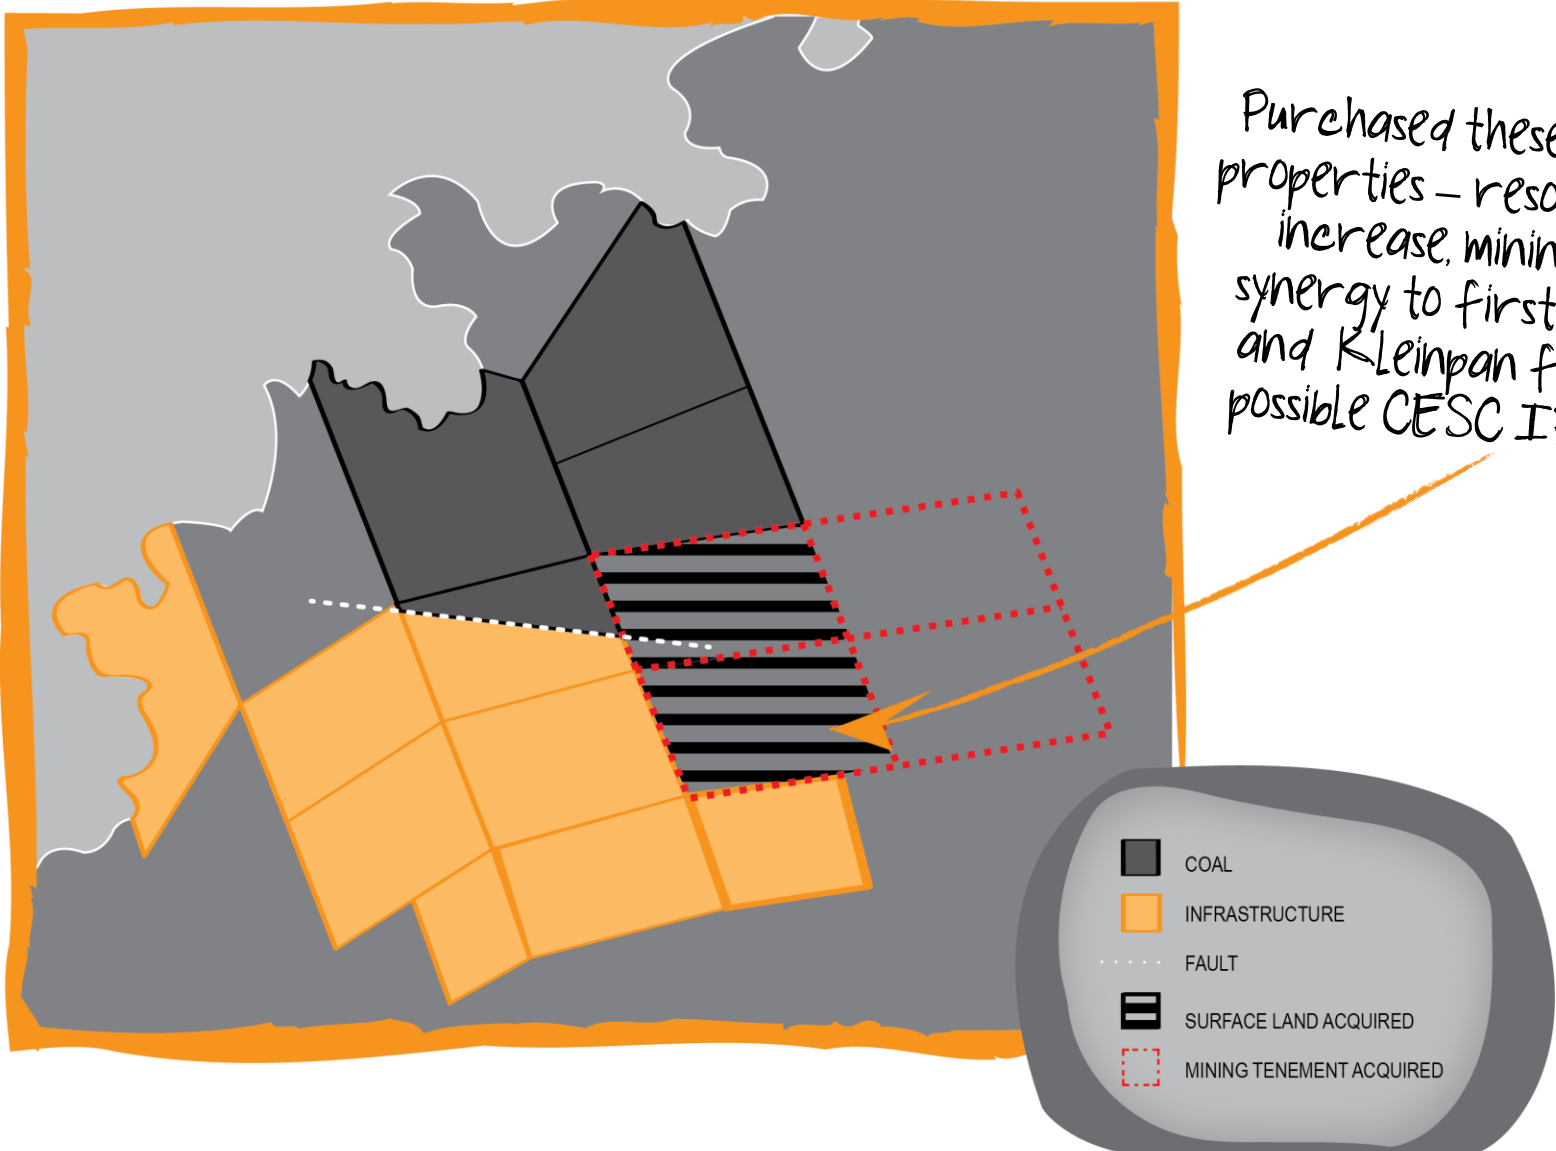 Purchased these
properties – reso
increase, minin
synergy to first
and Kleinpan f
possible CESC I
COAL
INFRASTRUCTURE
FAULT
SURFACE LAND ACQUIRED
MINING TENEMENT ACQUIRED